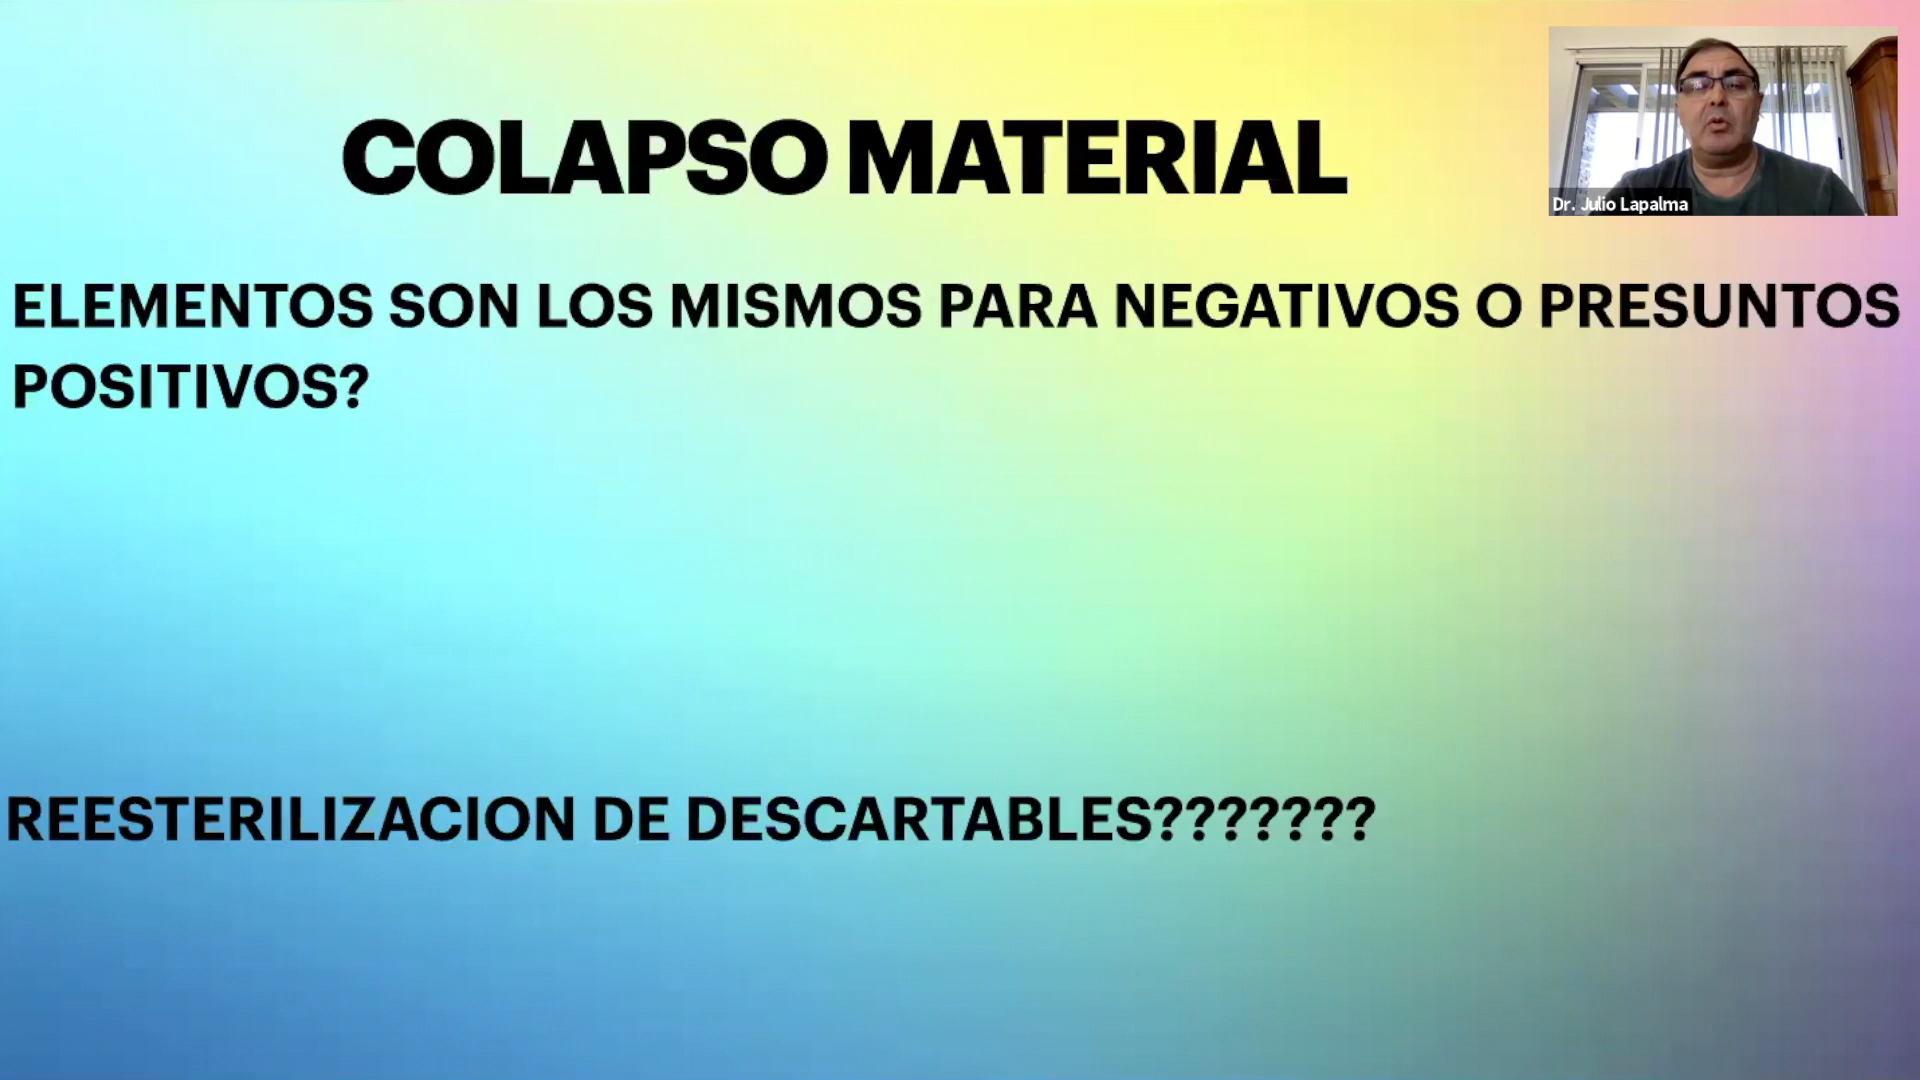 COLAPSO MATERIAL
Dr. Julio Lapalma
ELEMENTOS SON LOS MISMOS PARA NEGATIVOS O PRESUNTOS
POSITIVOS?
REESTERILIZACION DE DESCARTABLES???????